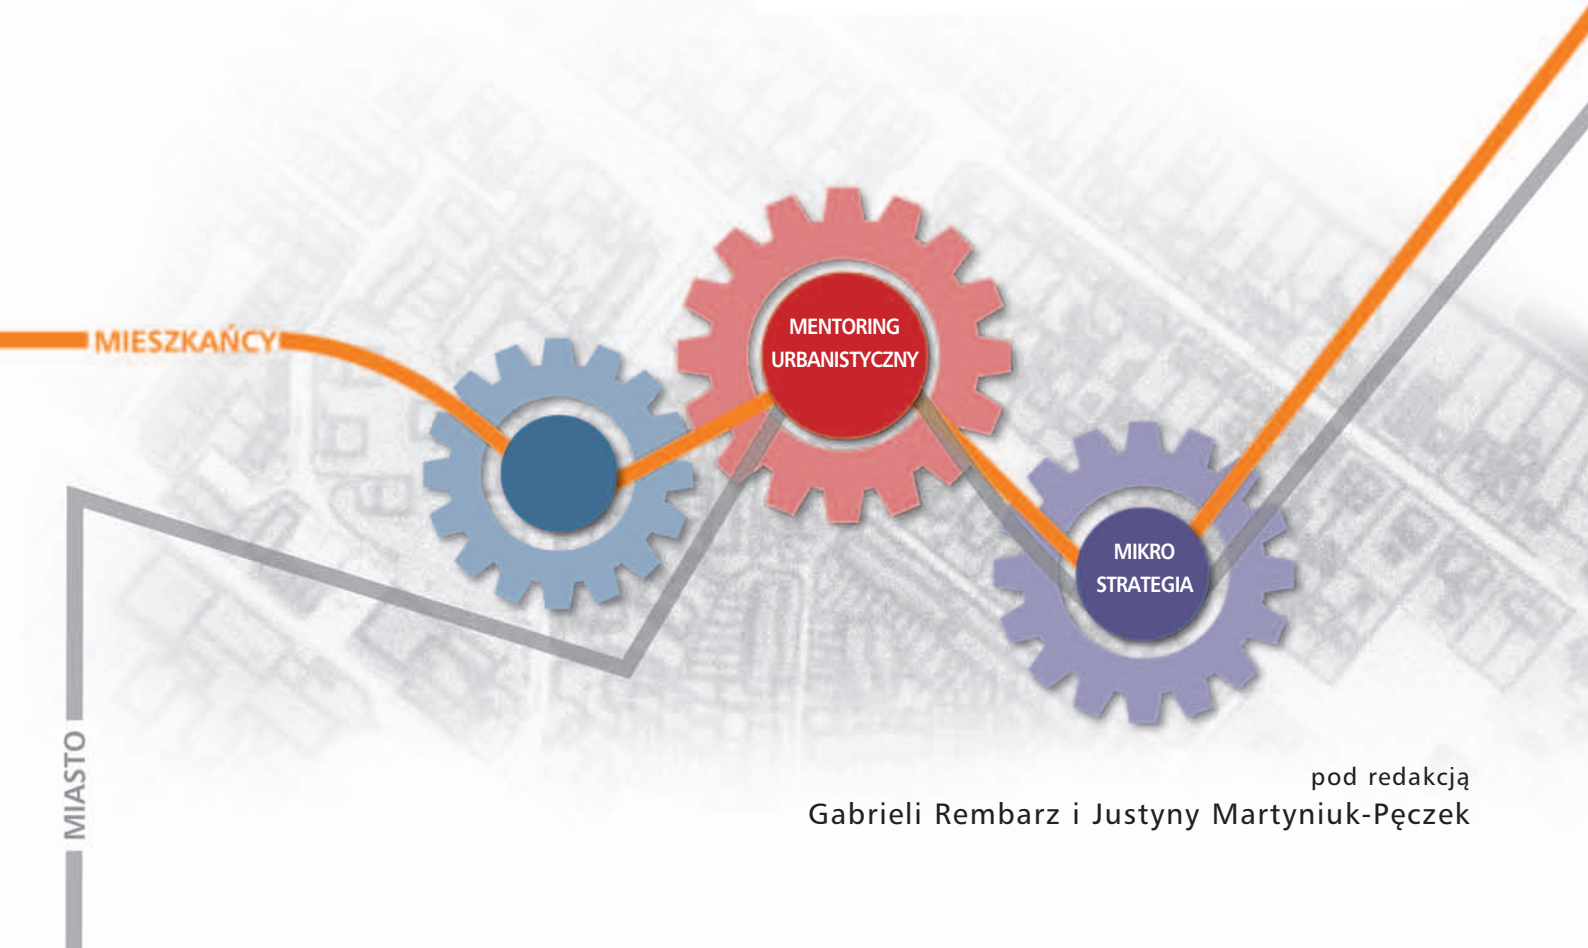 MIESZKAŃCY
MENTORING
URBANISTYCZNY
MIKRO
STRATEGIA
MIASTO
pod redakcją
Gabrieli Rembarz i Justyny Martyniuk-Pęczek